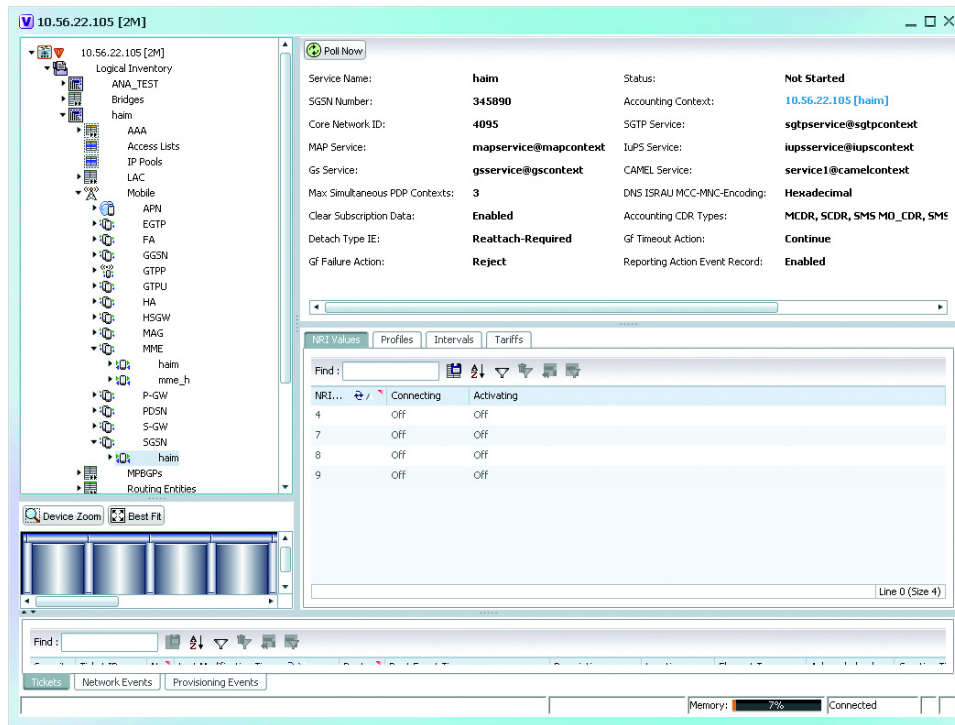 10.56.22.105 [2M]
10.56.22.105 [2M]
Logical Inventory
ANA_TEST
Bridges
haim
AAA
Access Lists
IP Pools
LAC
Mobile
APN
EGTP
FA
GGSN
GTPP
GTPU
HA
HSGW
MAG
MME
haim
mme_h
P-GW
PDSN
S-GW
SGSN
haim
MPBGPs
Routing Entities
Device Zoom Best Fit
Poll Now
Service Name: haim Status: Not Started
SGSN Number: 345890 Accounting Context: 10.56.22.105 [haim]
Core Network ID: 4095 SGTP Service: sgtpservice@sgtpcontext
MAP Service: mapservice@mapcontext IuPS Service: iupsservice@iupscontext
Gs Service: gsservice@gscontext CAMEL Service: service1@camelcontext
Max Simultaneous PDP Contexts: 3 DNS ISRAU MCC-MNC-Encoding: Hexadecimal
Clear Subscription Data: Enabled Accounting CDR Types: MCDR, SCDR, SMS MO_CDR, SMS
Detach Type IE: Reattach-Required Gf Timeout Action: Continue
Gf Failure Action: Reject Reporting Action Event Record: Enabled
NRI Values Profiles Intervals Tariffs
Find :
NRI... Connecting Activating
4 Off Off
7 Off Off
8 Off Off
9 Off Off
Line 0 (Size 4)
Find :
Tickets Network Events Provisioning Events
Memory: 7% Connected